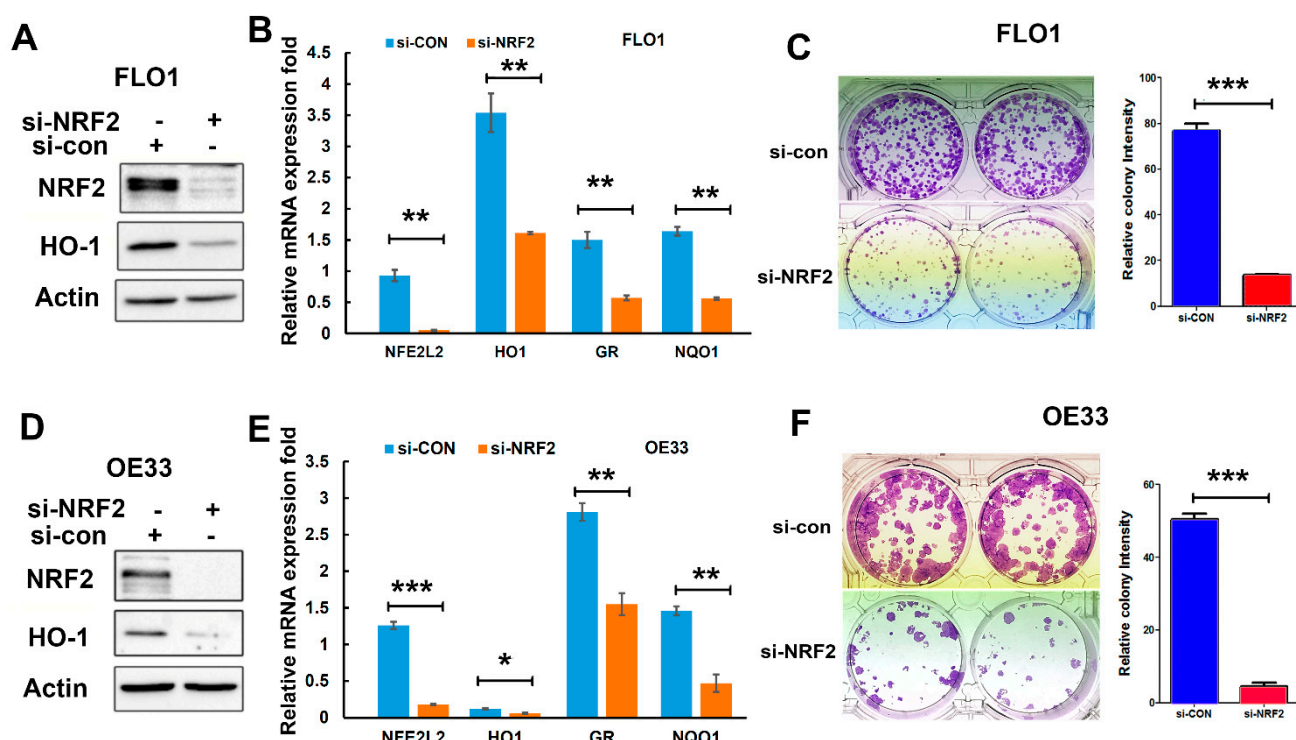 A
FLO1
si-NRF2 - +
si-con + -
NRF2
HO-1
Actin
B
si-CON si-NRF2 FLO1
Relative mRNA expression fold
4.5
4
3.5
3
2.5
2
1.5
1
0.5
0
**
**
**
**
NFE2L2 HO1 GR NQO1
C
FLO1
si-con
si-NRF2
Relative colony Intensity
100
80
60
40
20
0
***
si-CON si-NRF2
D
OE33
si-NRF2 - +
si-con + -
NRF2
HO-1
Actin
E
si-CON si-NRF2 OE33
Relative mRNA expression fold
3.5
3
2.5
2
1.5
1
0.5
0
***
*
**
**
NFE2L2 HO1 GR NQO1
F
OE33
si-con
si-NRF2
Relative colony Intensity
60
40
20
0
***
si-CON si-NRF2